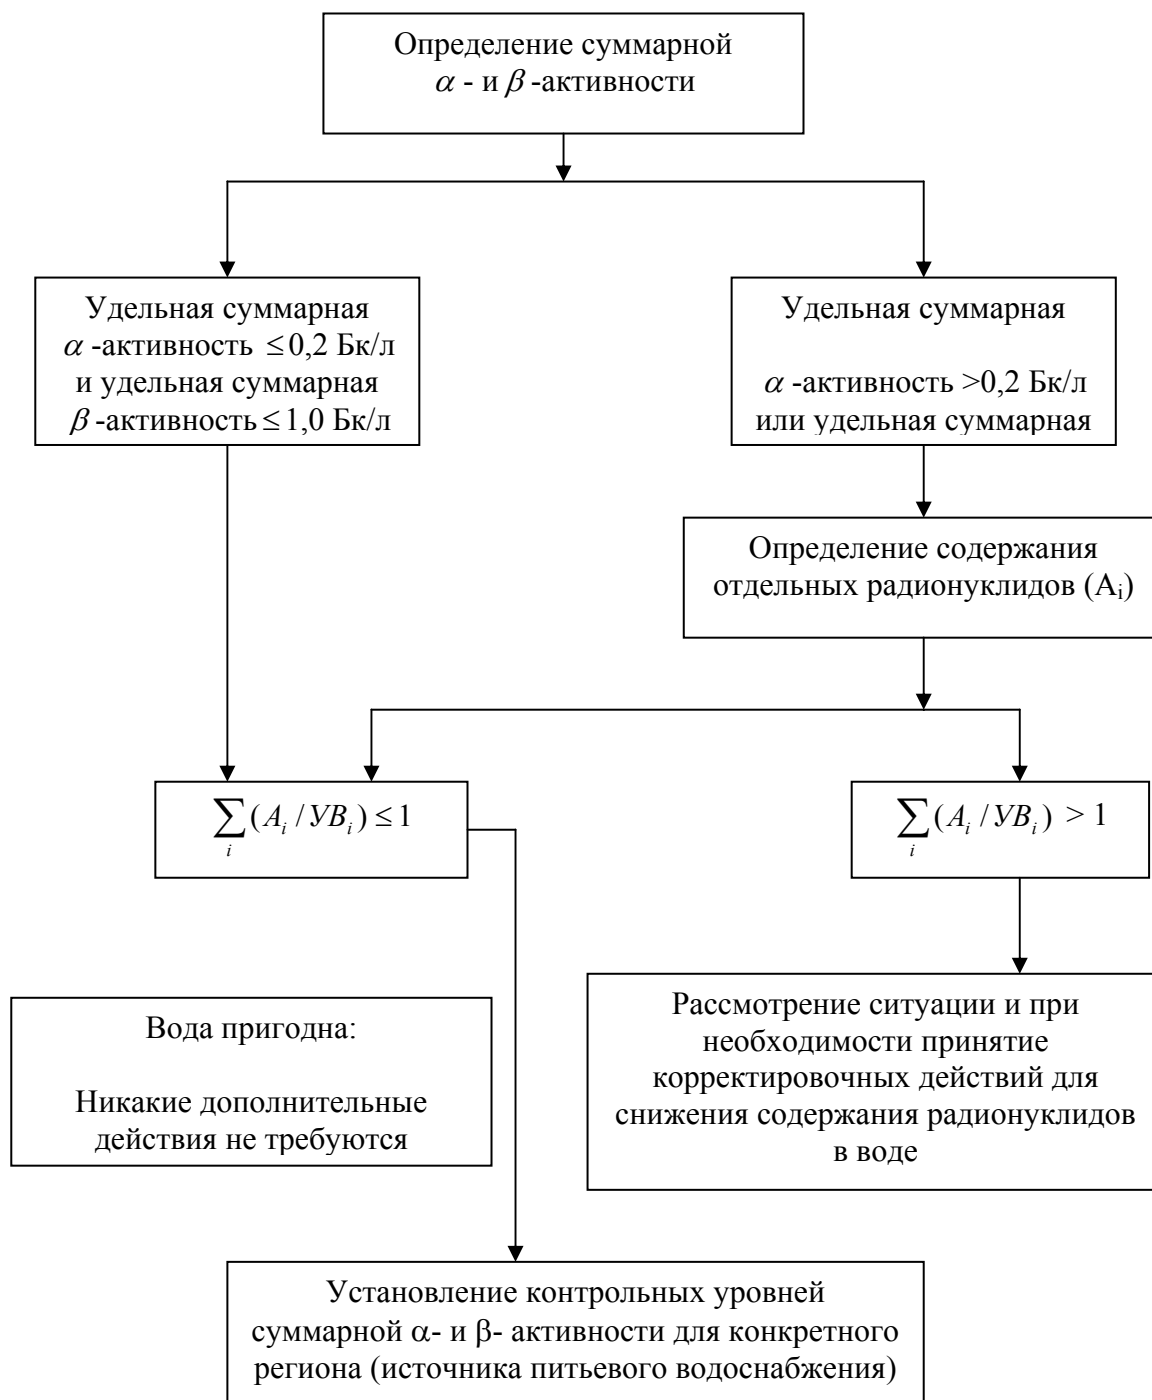 Определение суммарной
α - и β -активности
Удельная суммарная
α -активность ≤0,2 Бк/л
и удельная суммарная
β -активность≤1,0 Бк/л
Удельная суммарная
α -активность >0,2 Бк/л
или удельная суммарная
Определение содержания
отдельных радионуклидов (Ai)
∑i(Ai / УВi) ≤ 1
∑i(Ai / УВi) > 1
Вода пригодна:
Никакие дополнительные
действия не требуются
Рассмотрение ситуации и при
необходимости принятие
корректировочных действий для
снижения содержания радионуклидов
в воде
Установление контрольных уровней
суммарной α- и β- активности для конкретного
региона (источника питьевого водоснабжения)